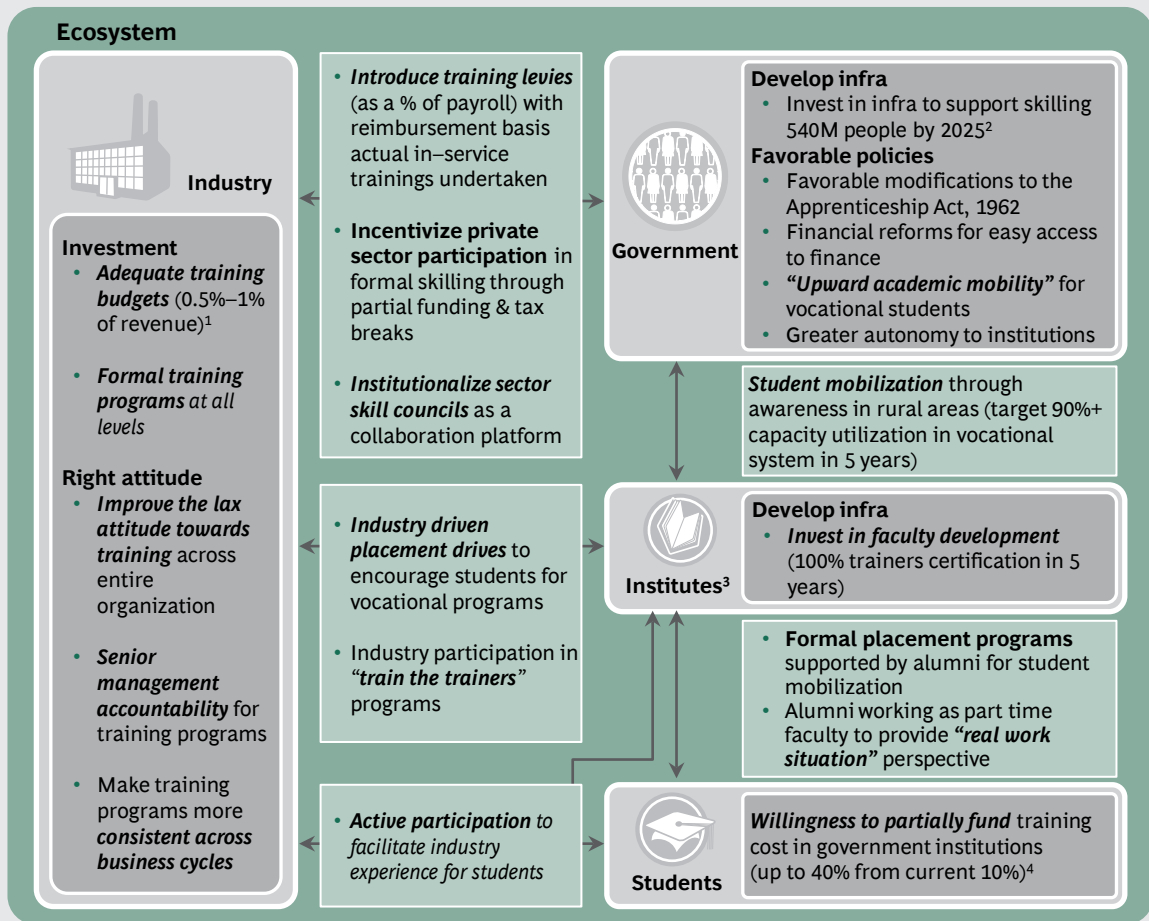 Ecosystem
Industry
Investment
• Adequate training
budgets (0.5%–1%
of revenue)¹
• Formal training
programs at all
levels
Right attitude
• Improve the lax
attitude towards
training across
entire
organization
• Senior
management
accountability for
training programs
• Make training
programs more
consistent across
business cycles
• Introduce training levies
(as a % of payroll) with
reimbursement basis
actual in–service
trainings undertaken
• Incentivize private
sector participation in
formal skilling through
partial funding & tax
breaks
• Institutionalize sector
skill councils as a
collaboration platform
• Industry driven
placement drives to
encourage students for
vocational programs
• Industry participation in
“train the trainers”
programs
• Active participation to
facilitate industry
experience for students
Government
Develop infra
• Invest in infra to support skilling
540M people by 2025²
Favorable policies
• Favorable modifications to the
Apprenticeship Act, 1962
• Financial reforms for easy access
to finance
• “Upward academic mobility” for
vocational students
• Greater autonomy to institutions
Student mobilization through
awareness in rural areas (target 90%+
capacity utilization in vocational
system in 5 years)
Institutes³
Develop infra
• Invest in faculty development
(100% trainers certification in 5
years)
• Formal placement programs
supported by alumni for student
mobilization
• Alumni working as part time
faculty to provide “real work
situation” perspective
Students
Willingness to partially fund training
cost in government institutions
(up to 40% from current 10%)⁴